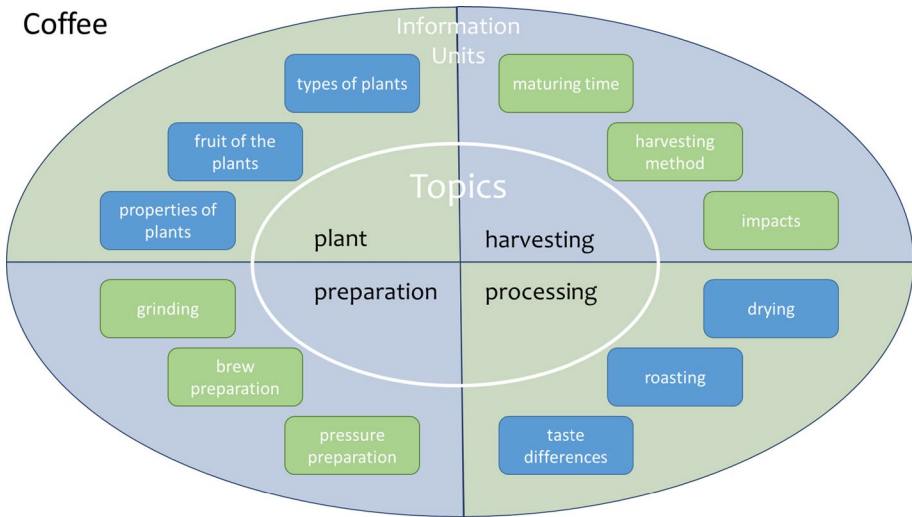 Coffee
Information
Units
types of plants
fruit of the
plants
properties of
plants
maturing time
harvesting
method
impacts
Topics
plant
harvesting
preparation
processing
grinding
brew
preparation
pressure
preparation
drying
roasting
taste
differences